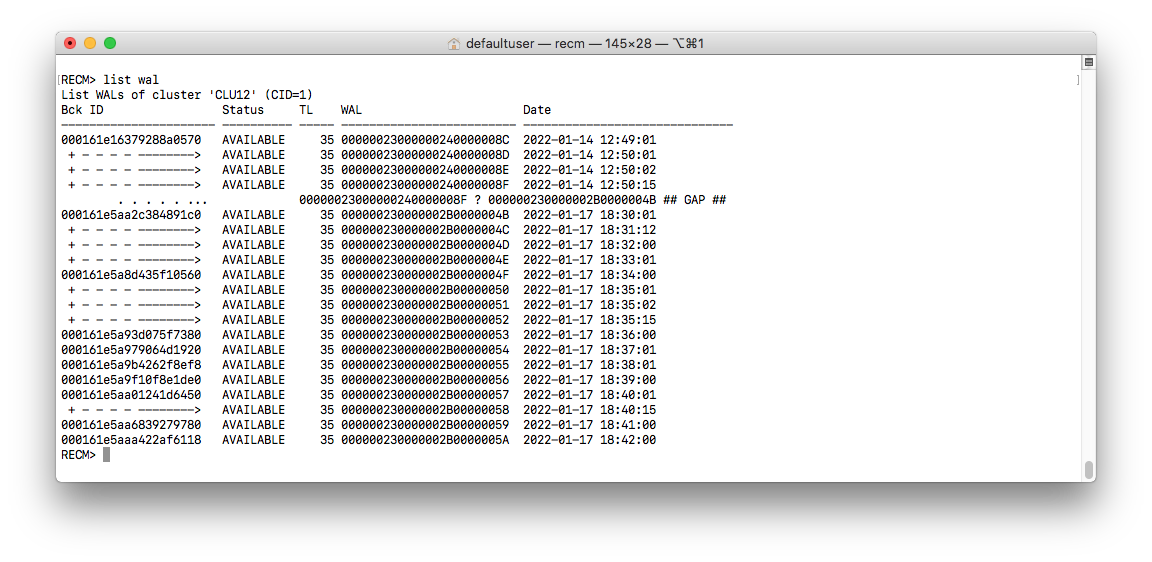 defaultuser — recm — 145×28 — ⌥⌘1
[RECM> list wal ]
List WALs of cluster 'CLU12' (CID=1)
Bck ID                 Status     TL    WAL                       Date
---------------------- ---------- ----- ------------------------- ------------------------------
000161e16379288a0570   AVAILABLE     35 00000023000000240000008C  2022-01-14 12:49:01
 + - - - - -------->   AVAILABLE     35 00000023000000240000008D  2022-01-14 12:50:01
 + - - - - -------->   AVAILABLE     35 00000023000000240000008E  2022-01-14 12:50:02
 + - - - - -------->   AVAILABLE     35 00000023000000240000008F  2022-01-14 12:50:15
        . . . . . ...             00000023000000240000008F ? 000000230000002B0000004B ## GAP ##
000161e5aa2c384891c0   AVAILABLE     35 000000230000002B0000004B  2022-01-17 18:30:01
 + - - - - -------->   AVAILABLE     35 000000230000002B0000004C  2022-01-17 18:31:12
 + - - - - -------->   AVAILABLE     35 000000230000002B0000004D  2022-01-17 18:32:00
 + - - - - -------->   AVAILABLE     35 000000230000002B0000004E  2022-01-17 18:33:01
000161e5a8d435f10560   AVAILABLE     35 000000230000002B0000004F  2022-01-17 18:34:00
 + - - - - -------->   AVAILABLE     35 000000230000002B00000050  2022-01-17 18:35:01
 + - - - - -------->   AVAILABLE     35 000000230000002B00000051  2022-01-17 18:35:02
 + - - - - -------->   AVAILABLE     35 000000230000002B00000052  2022-01-17 18:35:15
000161e5a93d075f7380   AVAILABLE     35 000000230000002B00000053  2022-01-17 18:36:00
000161e5a979064d1920   AVAILABLE     35 000000230000002B00000054  2022-01-17 18:37:01
000161e5a9b4262f8ef8   AVAILABLE     35 000000230000002B00000055  2022-01-17 18:38:01
000161e5a9f10f8e1de0   AVAILABLE     35 000000230000002B00000056  2022-01-17 18:39:00
000161e5aa01241d6450   AVAILABLE     35 000000230000002B00000057  2022-01-17 18:40:01
 + - - - - -------->   AVAILABLE     35 000000230000002B00000058  2022-01-17 18:40:15
000161e5aa6839279780   AVAILABLE     35 000000230000002B00000059  2022-01-17 18:41:00
000161e5aaa422af6118   AVAILABLE     35 000000230000002B0000005A  2022-01-17 18:42:00
RECM>